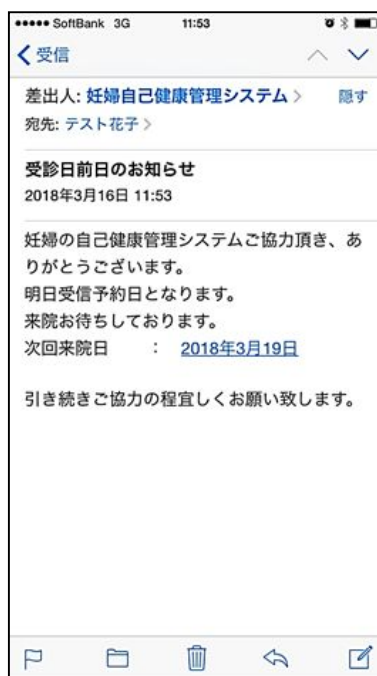 SoftBank 3G 11:53
受信
差出人: 妊婦自己健康管理システム 隠す
宛先: テスト花子
受診日前日のお知らせ
2018年3月16日 11:53
妊婦の自己健康管理システムご協力頂き、あ
りがとうございます。
明日受信予約日となります。
来院お待ちしております。
次回来院日 : 2018年3月19日
引き続きご協力の程宜しくお願い致します。